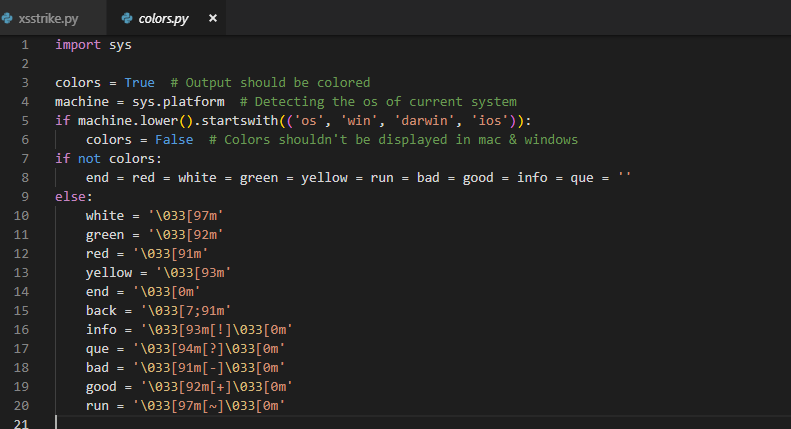 xsstrike.py colors.py ×
1 import sys
2
3 colors = True  # Output should be colored
4 machine = sys.platform  # Detecting the os of current system
5 if machine.lower().startswith(('os', 'win', 'darwin', 'ios')):
6     colors = False  # Colors shouldn't be displayed in mac & windows
7 if not colors:
8     end = red = white = green = yellow = run = bad = good = info = que = ''
9 else:
10     white = '\033[97m'
11     green = '\033[92m'
12     red = '\033[91m'
13     yellow = '\033[93m'
14     end = '\033[0m'
15     back = '\033[7;91m'
16     info = '\033[93m[!]\033[0m'
17     que = '\033[94m[?]\033[0m'
18     bad = '\033[91m[-]\033[0m'
19     good = '\033[92m[+]\033[0m'
20     run = '\033[97m[~]\033[0m'
21